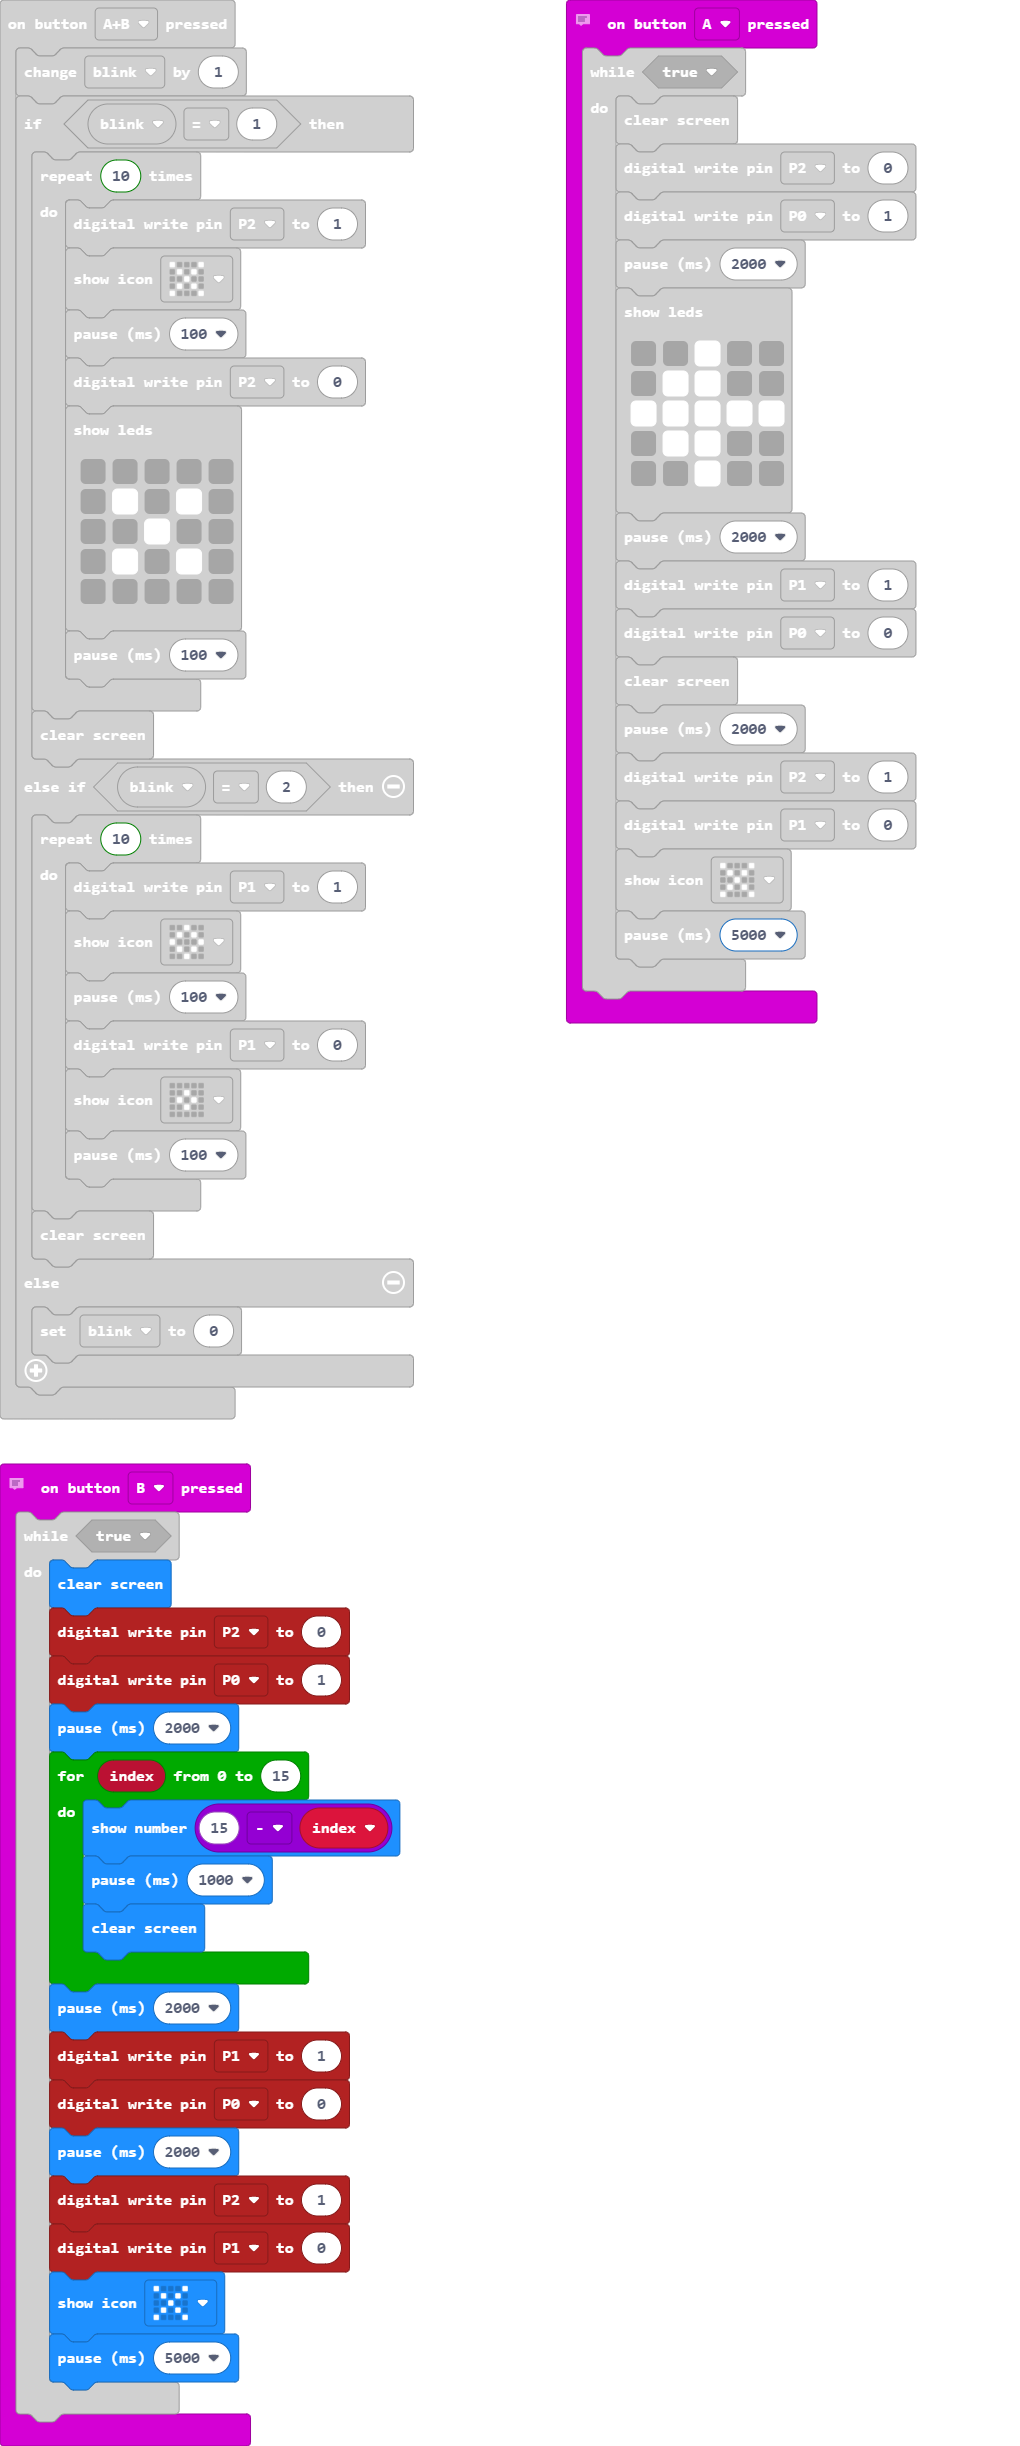 on button A+B pressed
change blink by 1
if blink = 1 then
repeat 10 times
do
digital write pin P2 to 1
show icon
pause (ms) 100
digital write pin P2 to 0
show leds
pause (ms) 100
clear screen
else if blink = 2 then
repeat 10 times
do
digital write pin P1 to 1
show icon
pause (ms) 100
digital write pin P1 to 0
show icon
pause (ms) 100
clear screen
else
set blink to 0
on button A pressed
while true
do
clear screen
digital write pin P2 to 0
digital write pin P0 to 1
pause (ms) 2000
show leds
pause (ms) 2000
digital write pin P1 to 1
digital write pin P0 to 0
clear screen
pause (ms) 2000
digital write pin P2 to 1
digital write pin P1 to 0
show icon
pause (ms) 5000
on button B pressed
while true
do
clear screen
digital write pin P2 to 0
digital write pin P0 to 1
pause (ms) 2000
for index from 0 to 15
do
show number 15 - index
pause (ms) 1000
clear screen
pause (ms) 2000
digital write pin P1 to 1
digital write pin P0 to 0
pause (ms) 2000
digital write pin P2 to 1
digital write pin P1 to 0
show icon
pause (ms) 5000